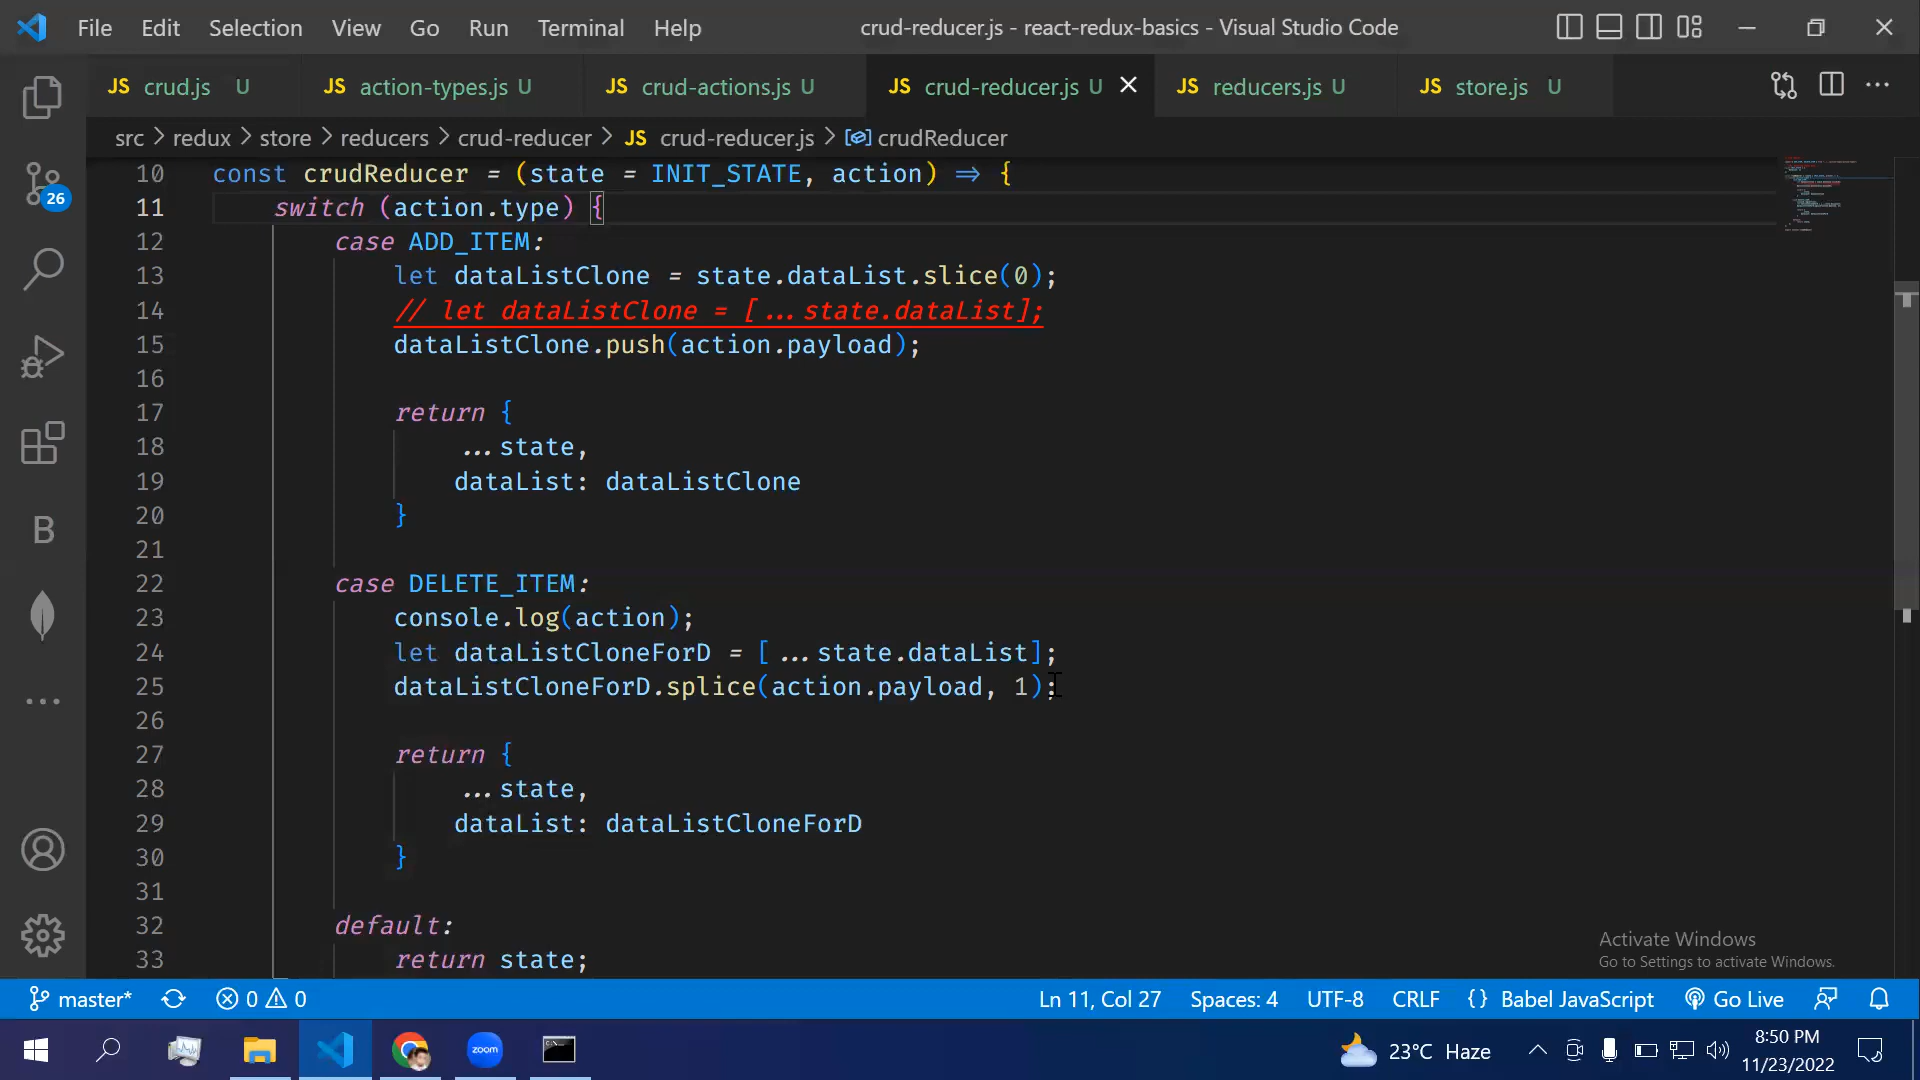 File Edit Selection View Go Run Terminal Help crud-reducer.js - react-redux-basics - Visual Studio Code
JS crud.js U JS action-types.js U JS crud-actions.js U JS crud-reducer.js U JS reducers.js U JS store.js U
src > redux > store > reducers > crud-reducer > JS crud-reducer.js > crudReducer
10 const crudReducer = (state = INIT_STATE, action) => {
11 switch (action.type) {
12 case ADD_ITEM:
13 let dataListClone = state.dataList.slice(0);
14 // let dataListClone = [...state.dataList];
15 dataListClone.push(action.payload);
16
17 return {
18 ...state,
19 dataList: dataListClone
20 }
21
22 case DELETE_ITEM:
23 console.log(action);
24 let dataListCloneForD = [...state.dataList];
25 dataListCloneForD.splice(action.payload, 1);
26
27 return {
28 ...state,
29 dataList: dataListCloneForD
30 }
31
32 default:
33 return state;
26
B
Activate Windows
Go to Settings to activate Windows.
master* 0 0 Ln 11, Col 27 Spaces: 4 UTF-8 CRLF {} Babel JavaScript Go Live
zoom 23°C Haze 8:50 PM
11/23/2022